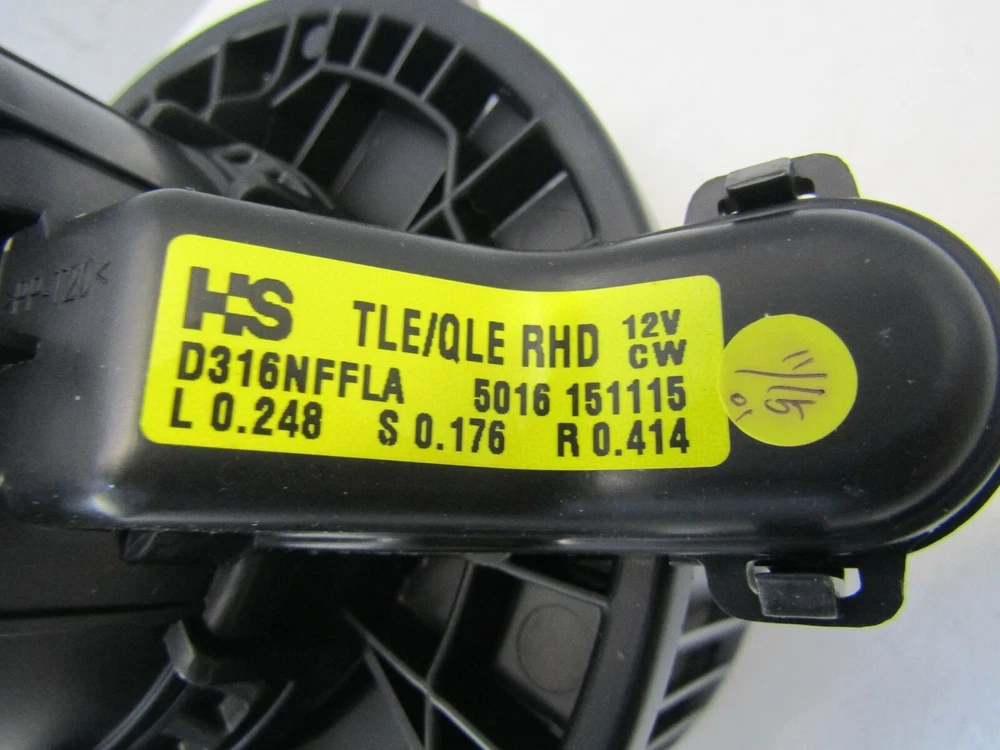 HS TLE/QLE RHD 12V CW
D316NFFLA 5016 151115
L 0.248 S 0.176 R 0.414